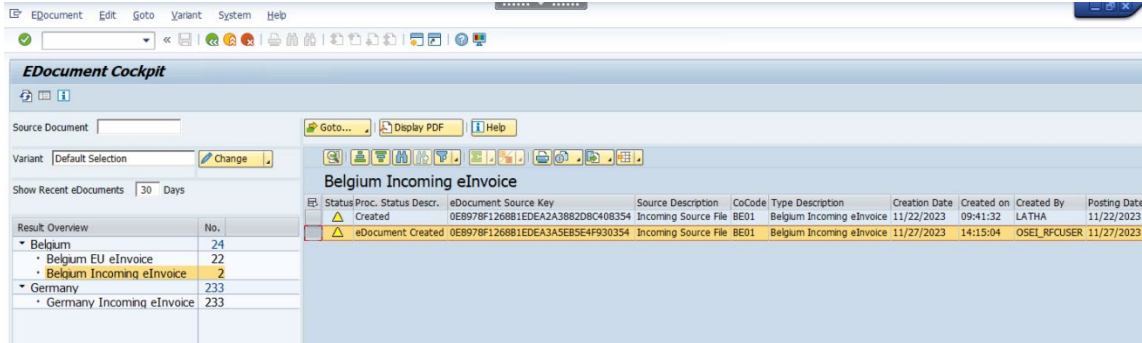 EDocument Edit Goto Variant System Help
EDocument Cockpit
Source Document
Variant Default Selection Change
Show Recent eDocuments 30 Days
Result Overview No.
Belgium 24
Belgium EU eInvoice 22
Belgium Incoming eInvoice 2
Germany 233
Germany Incoming eInvoice 233
Goto... Display PDF Help
Belgium Incoming eInvoice
Status Proc. Status Descr. eDocument Source Key Source Description CoCode Type Description Creation Date Created on Created By Posting Date
Created 0E8978F1268B1EDEA2A3882D8C408354 Incoming Source File BE01 Belgium Incoming eInvoice 11/22/2023 09:41:32 LATHA 11/22/2023
eDocument Created 0E8978F1268B1EDEA3A5EB5E4F930354 Incoming Source File BE01 Belgium Incoming eInvoice 11/27/2023 14:15:04 OSEI_RFCUSER 11/27/2023